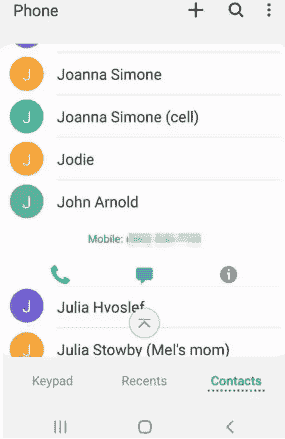 Phone
Joanna Simone
J
Joanna Simone (cell)
J
Jodie
J
John Arnold
J
Mobile:
Julia Hvoslef
J
Julia Stowby (Mel's mom)
J
Keypad Recents Contacts